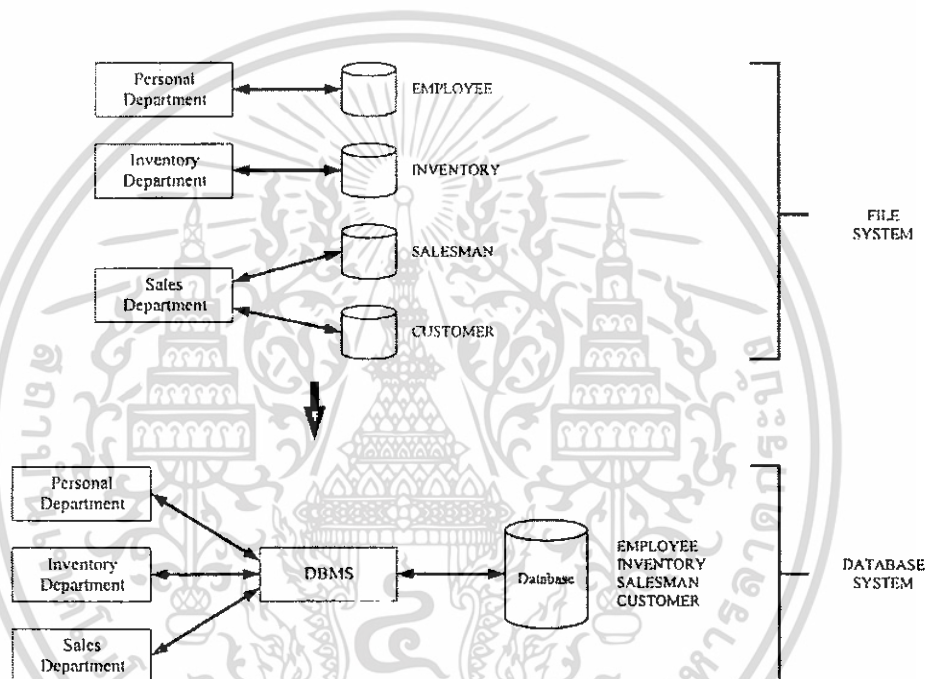 Personal
Department
EMPLOYEE
Inventory
Department
INVENTORY
SALESMAN
Sales
Department
CUSTOMER
FILE
SYSTEM
Personal
Department
Inventory
Department
DBMS
Database
EMPLOYEE
INVENTORY
SALESMAN
CUSTOMER
DATABASE
SYSTEM
Sales
Department